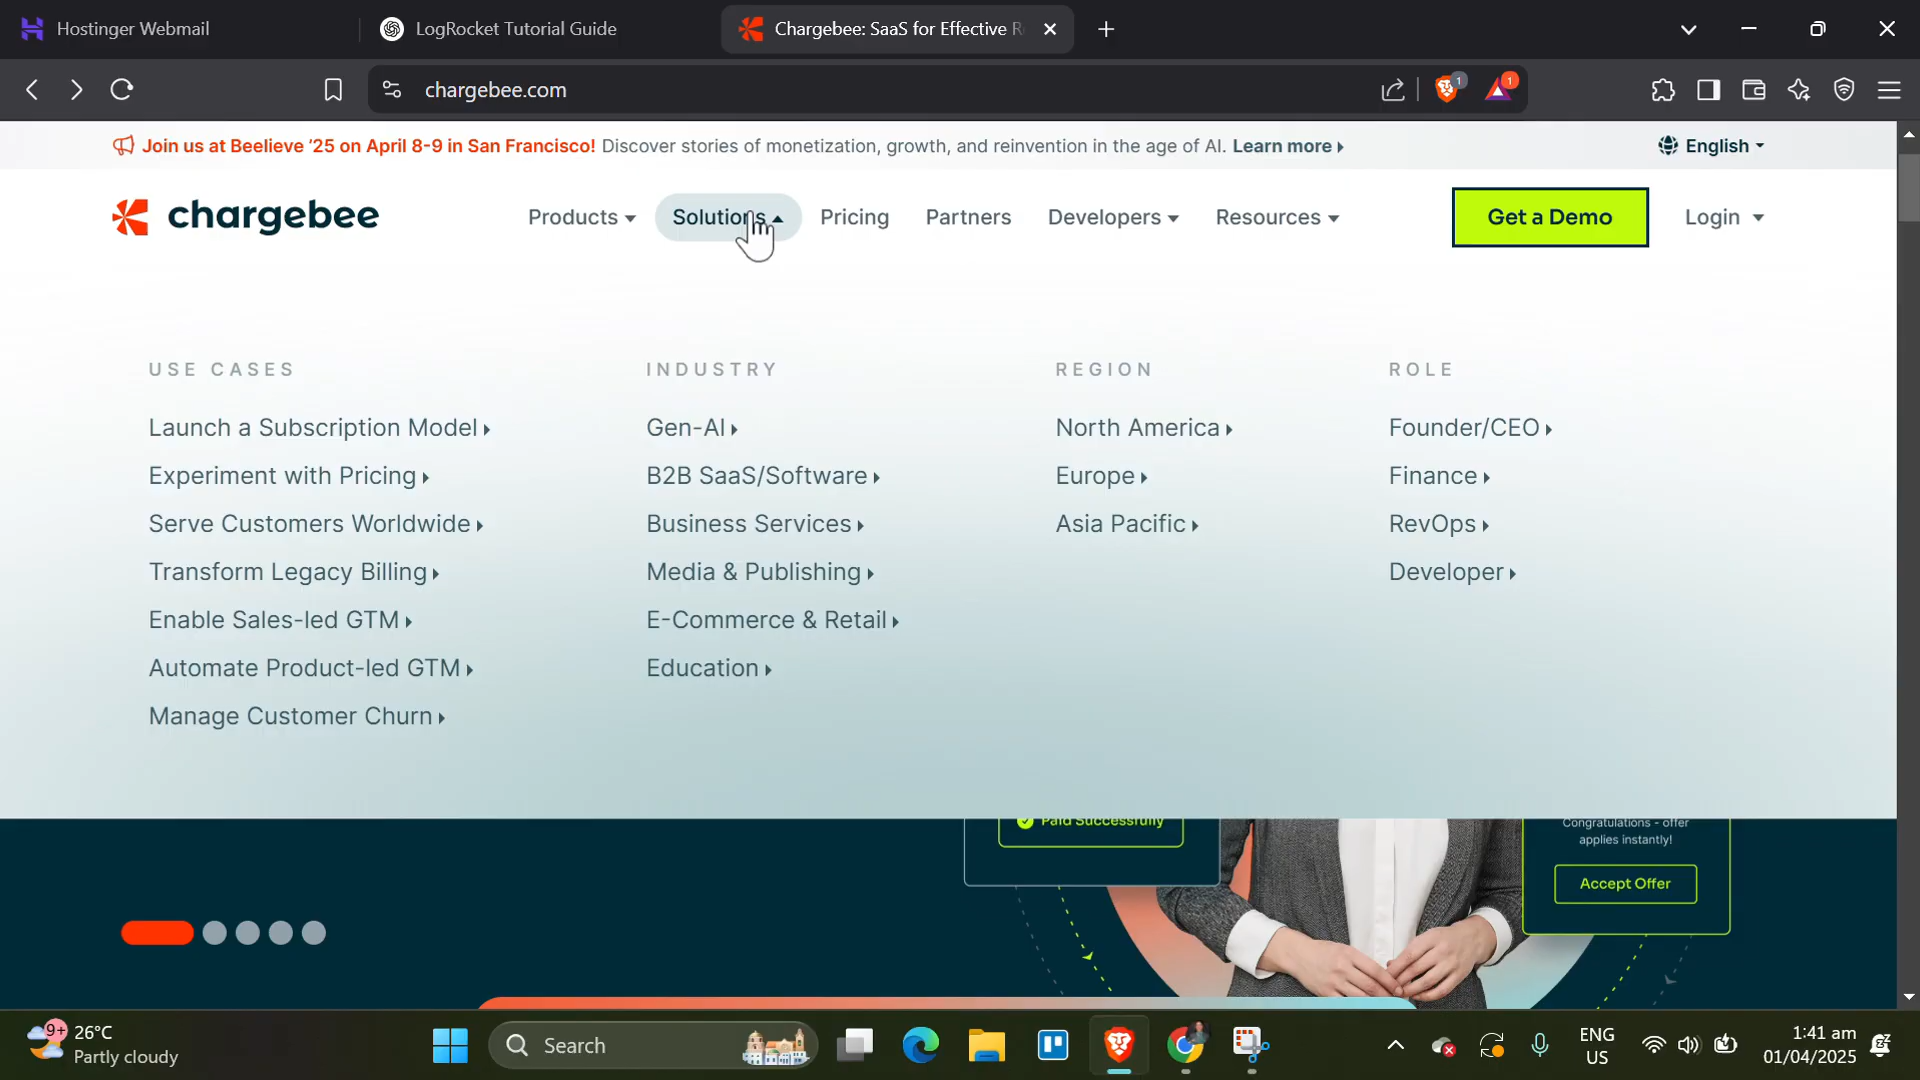 Hostinger Webmail
LogRocket Tutorial Guide
Chargebee: SaaS for Effective R
chargebee.com
1
1
Join us at Beelieve '25 on April 8-9 in San Francisco! Discover stories of monetization, growth, and reinvention in the age of AI. Learn more
English
chargebee
Products
Solutions
Pricing
Partners
Developers
Resources
Get a Demo
Login
USE CASES
Launch a Subscription Model
Experiment with Pricing
Serve Customers Worldwide
Transform Legacy Billing
Enable Sales-led GTM
Automate Product-led GTM
Manage Customer Churn
INDUSTRY
Gen-AI
B2B SaaS/Software
Business Services
Media & Publishing
E-Commerce & Retail
Education
REGION
North America
Europe
Asia Pacific
ROLE
Founder/CEO
Finance
RevOps
Developer
Paid Successfully
Congratulations - offer
applies instantly!
Accept Offer
9+
26°C
Partly cloudy
Search
ENG
US
1:41 am
01/04/2025